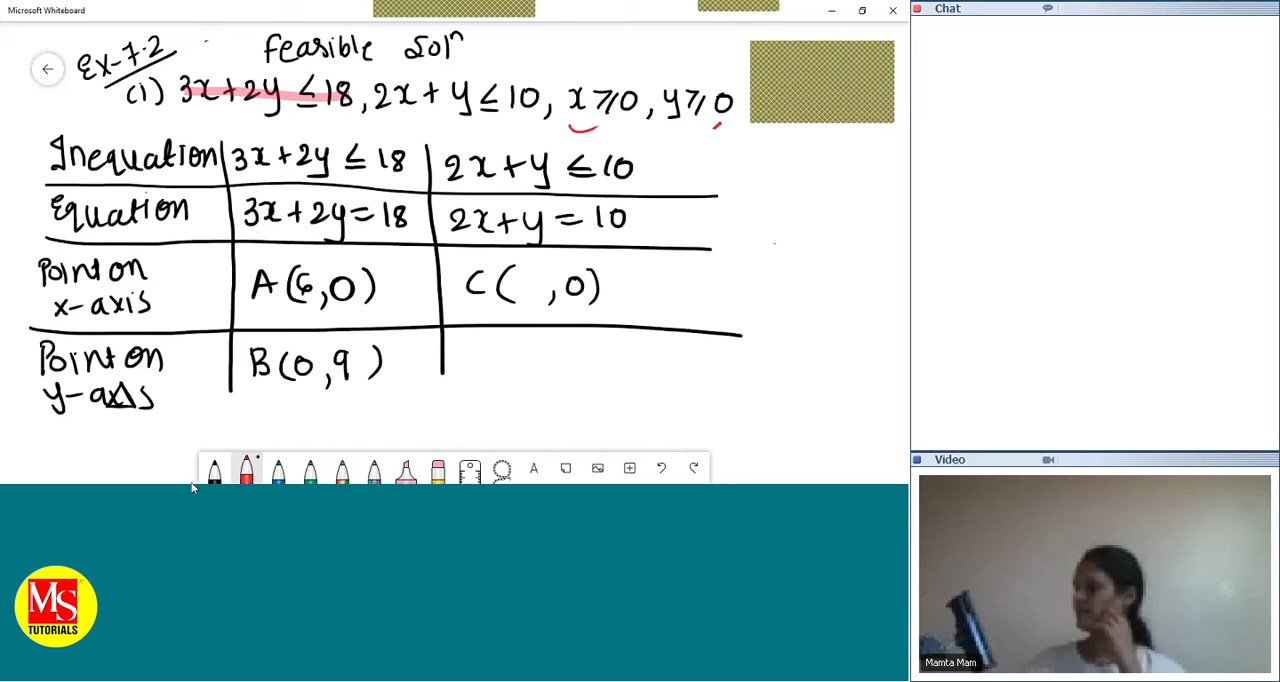 Microsoft Whiteboard
Ex-7.2
Feasible Solⁿ
(1) 3x+2y ≤ 18, 2x+y ≤ 10, x ≥ 0, y ≥ 0
Inequation 3x+2y ≤ 18 2x+y ≤ 10
Equation 3x+2y = 18 2x+y = 10
Point on
x-axis A(6,0) C( ,0)
Point on
y-axis B(0,9 )
A
MS
TUTORIALS
Chat
Video
Mamta Mam